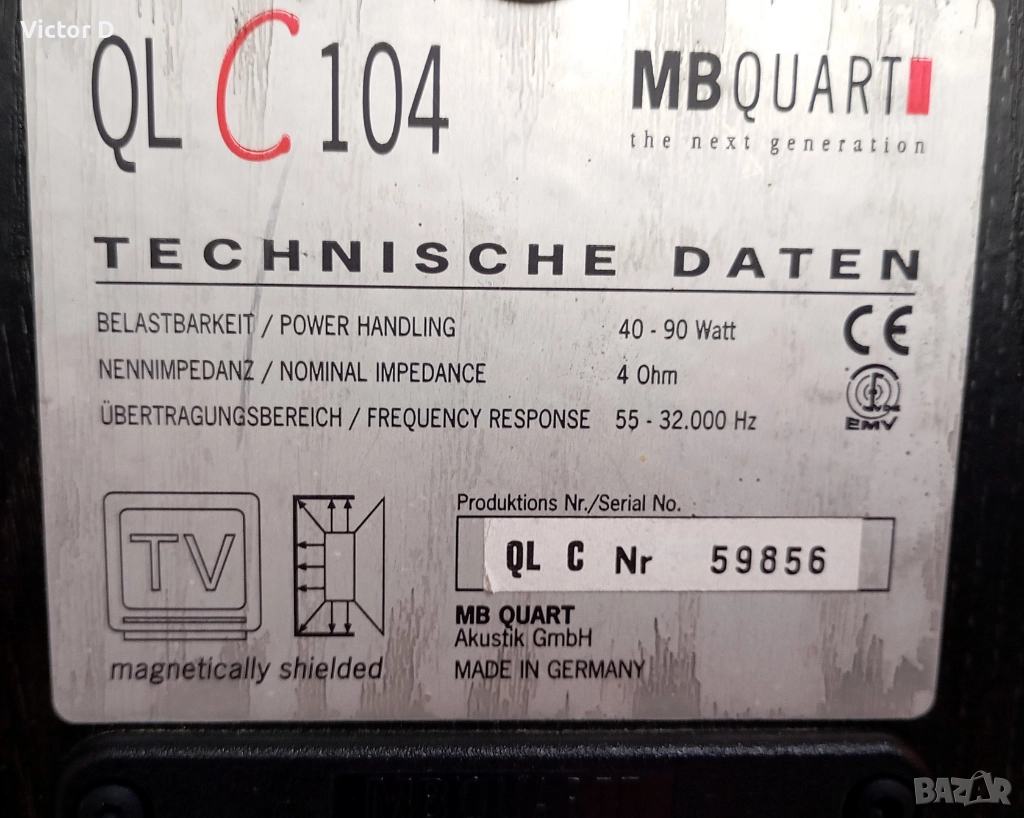 Victor D
QL C 104
MB QUART
the next generation
TECHNISCHE DATEN
BELASTBARKEIT / POWER HANDLING 40 - 90 Watt
NENNIMPEDANZ / NOMINAL IMPEDANCE 4 Ohm
ÜBERTRAGUNGSBEREICH / FREQUENCY RESPONSE 55 - 32.000 Hz
CE
EMV
TV
magnetically shielded
Produktions Nr./Serial No.
QL C Nr 59856
MB QUART
Akustik GmbH
MADE IN GERMANY
BAZAR